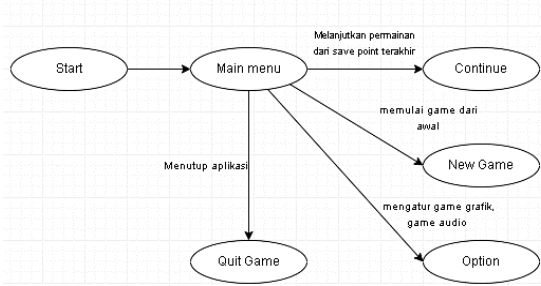 Melanjutkan permainan
dari save point terakhir
Start
Main menu
Continue
memulai game dari
awal
Menutup aplikasi
New Game
mengatur game grafik,
game audio
Quit Game
Option